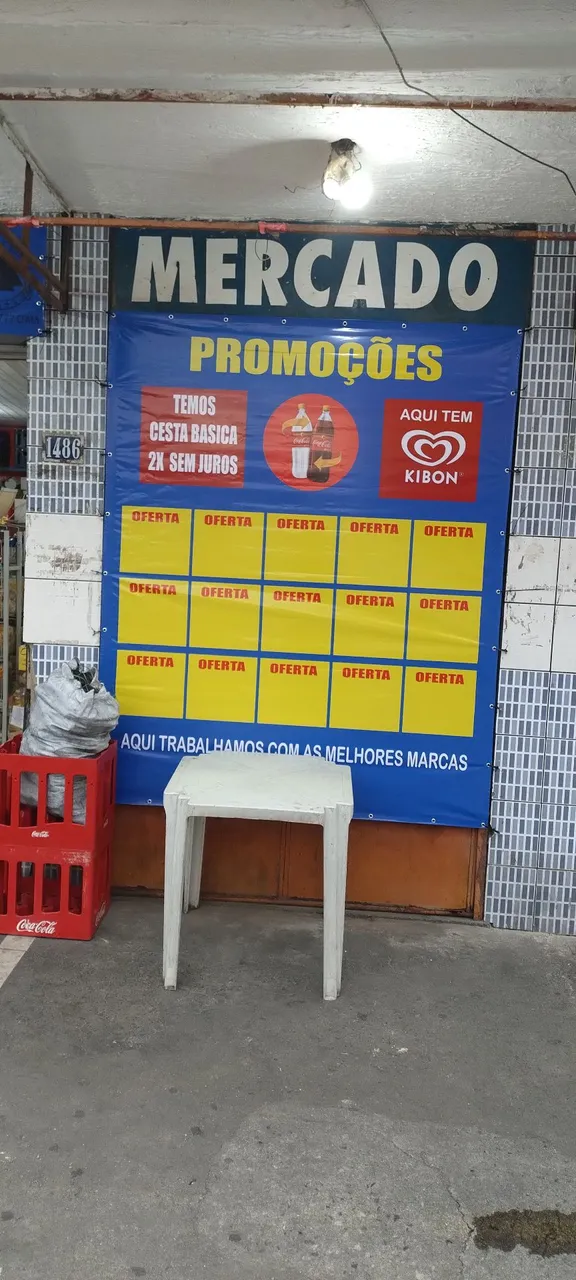 MERCADO
PROMOÇÕES
TEMOS
CESTA BASICA
2X SEM JUROS
AQUI TEM
KIBON
1486
OFERTA OFERTA OFERTA OFERTA OFERTA
OFERTA OFERTA OFERTA OFERTA OFERTA
OFERTA OFERTA OFERTA OFERTA OFERTA
AQUI TRABALHAMOS COM AS MELHORES MARCAS
Coca-Cola
Coca-Cola